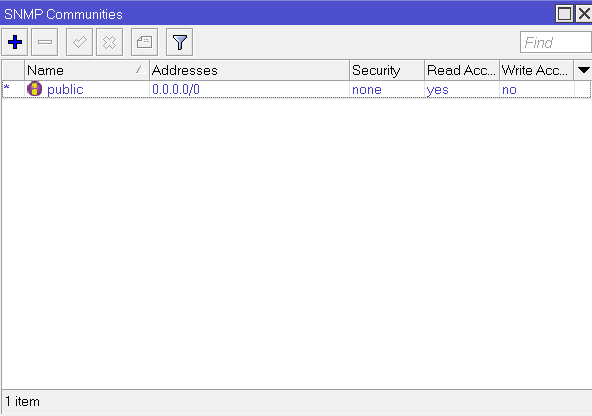 SNMP Communities
Find
Name Addresses Security Read Acc... Write Acc...
* public 0.0.0.0/0 none yes no
1 item